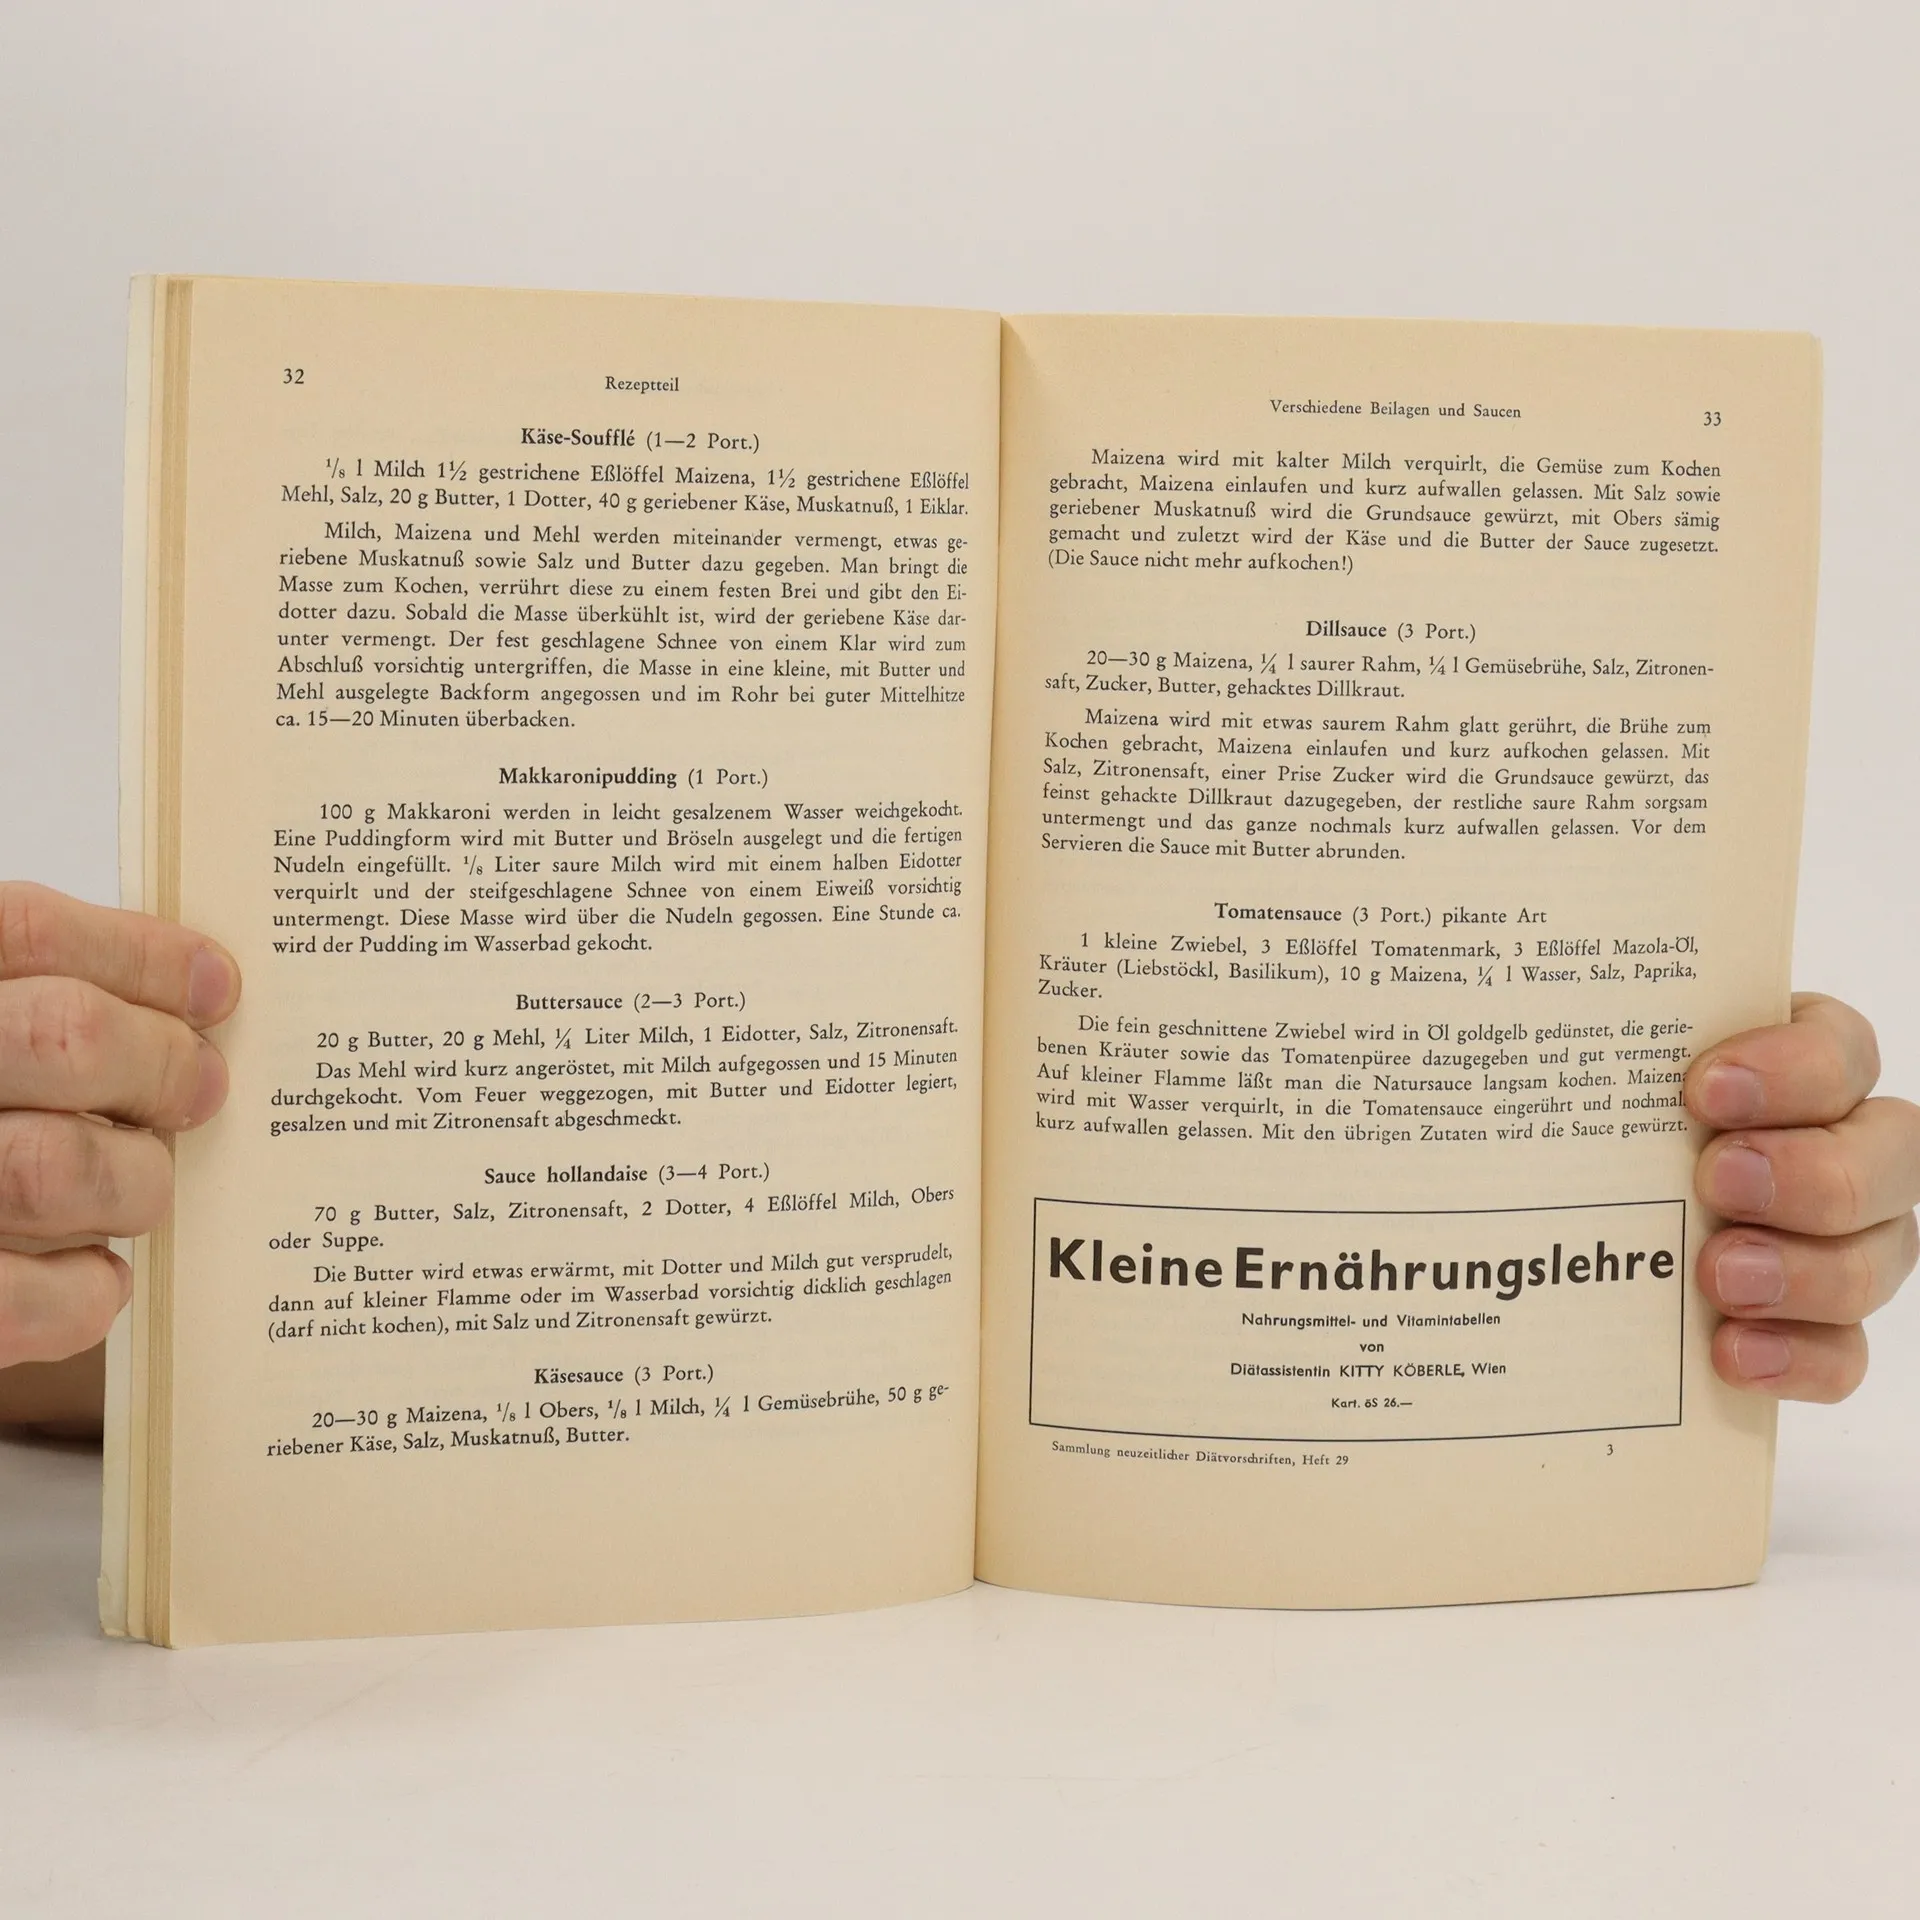 32
Rezeptteil
Käse-Soufflé (1—2 Port.)
⅛ l Milch 1½ gestrichene Eßlöffel Maizena, 1½ gestrichene Eßlöffel
Mehl, Salz, 20 g Butter, 1 Dotter, 40 g geriebener Käse, Muskatnuß, 1 Eiklar.
Milch, Maizena und Mehl werden miteinander vermengt, etwas ge-
riebene Muskatnuß sowie Salz und Butter dazu gegeben. Man bringt die
Masse zum Kochen, verrührt diese zu einem festen Brei und gibt den Ei-
dotter dazu. Sobald die Masse überkühlt ist, wird der geriebene Käse dar-
unter vermengt. Der fest geschlagene Schnee von einem Klar wird zum
Abschluß vorsichtig untergriffen, die Masse in eine kleine, mit Butter und
Mehl ausgelegte Backform angegossen und im Rohr bei guter Mittelhitze
ca. 15—20 Minuten überbacken.
Makkaronipudding (1 Port.)
100 g Makkaroni werden in leicht gesalzenem Wasser weichgekocht.
Eine Puddingform wird mit Butter und Bröseln ausgelegt und die fertigen
Nudeln eingefüllt. ⅛ Liter saure Milch wird mit einem halben Eidotter
verquirlt und der steifgeschlagene Schnee von einem Eiweiß vorsichtig
untermengt. Diese Masse wird über die Nudeln gegossen. Eine Stunde ca.
wird der Pudding im Wasserbad gekocht.
Buttersauce (2—3 Port.)
20 g Butter, 20 g Mehl, ¼ Liter Milch, 1 Eidotter, Salz, Zitronensaft.
Das Mehl wird kurz angeröstet, mit Milch aufgegossen und 15 Minuten
durchgekocht. Vom Feuer weggezogen, mit Butter und Eidotter legiert,
gesalzen und mit Zitronensaft abgeschmeckt.
Sauce hollandaise (3—4 Port.)
70 g Butter, Salz, Zitronensaft, 2 Dotter, 4 Eßlöffel Milch, Obers
oder Suppe.
Die Butter wird etwas erwärmt, mit Dotter und Milch gut versprudelt,
dann auf kleiner Flamme oder im Wasserbad vorsichtig dicklich geschlagen
(darf nicht kochen), mit Salz und Zitronensaft gewürzt.
Käsesauce (3 Port.)
20—30 g Maizena, ⅛ l Obers, ⅛ l Milch, ¼ l Gemüsebrühe, 50 g ge-
riebener Käse, Salz, Muskatnuß, Butter.
Verschiedene Beilagen und Saucen
33
Maizena wird mit kalter Milch verquirlt, die Gemüse zum Kochen
gebracht, Maizena einlaufen und kurz aufwallen gelassen. Mit Salz sowie
geriebener Muskatnuß wird die Grundsauce gewürzt, mit Obers sämig
gemacht und zuletzt wird der Käse und die Butter der Sauce zugesetzt.
(Die Sauce nicht mehr aufkochen!)
Dillsauce (3 Port.)
20—30 g Maizena, ¼ l saurer Rahm, ¼ l Gemüsebrühe, Salz, Zitronen-
saft, Zucker, Butter, gehacktes Dillkraut.
Maizena wird mit etwas saurem Rahm glatt gerührt, die Brühe zum
Kochen gebracht, Maizena einlaufen und kurz aufkochen gelassen. Mit
Salz, Zitronensaft, einer Prise Zucker wird die Grundsauce gewürzt, das
feinst gehackte Dillkraut dazugegeben, der restliche saure Rahm sorgsam
untermengt und das ganze nochmals kurz aufwallen gelassen. Vor dem
Servieren die Sauce mit Butter abrunden.
Tomatensauce (3 Port.) pikante Art
1 kleine Zwiebel, 3 Eßlöffel Tomatenmark, 3 Eßlöffel Mazola-Öl,
Kräuter (Liebstöckl, Basilikum), 10 g Maizena, ¼ l Wasser, Salz, Paprika,
Zucker.
Die fein geschnittene Zwiebel wird in Öl goldgelb gedünstet, die gerie-
benen Kräuter sowie das Tomatenpüree dazugegeben und gut vermengt.
Auf kleiner Flamme läßt man die Natursauce langsam kochen. Maizena
wird mit Wasser verquirlt, in die Tomatensauce eingerührt und nochmal
kurz aufwallen gelassen. Mit den übrigen Zutaten wird die Sauce gewürzt.
Kleine Ernährungslehre
Nahrungsmittel- und Vitamintabellen
von
Diätassistentin KITTY KÖBERLE, Wien
Kart. öS 26.—
Sammlung neuzeitlicher Diätvorschriften, Heft 29
3